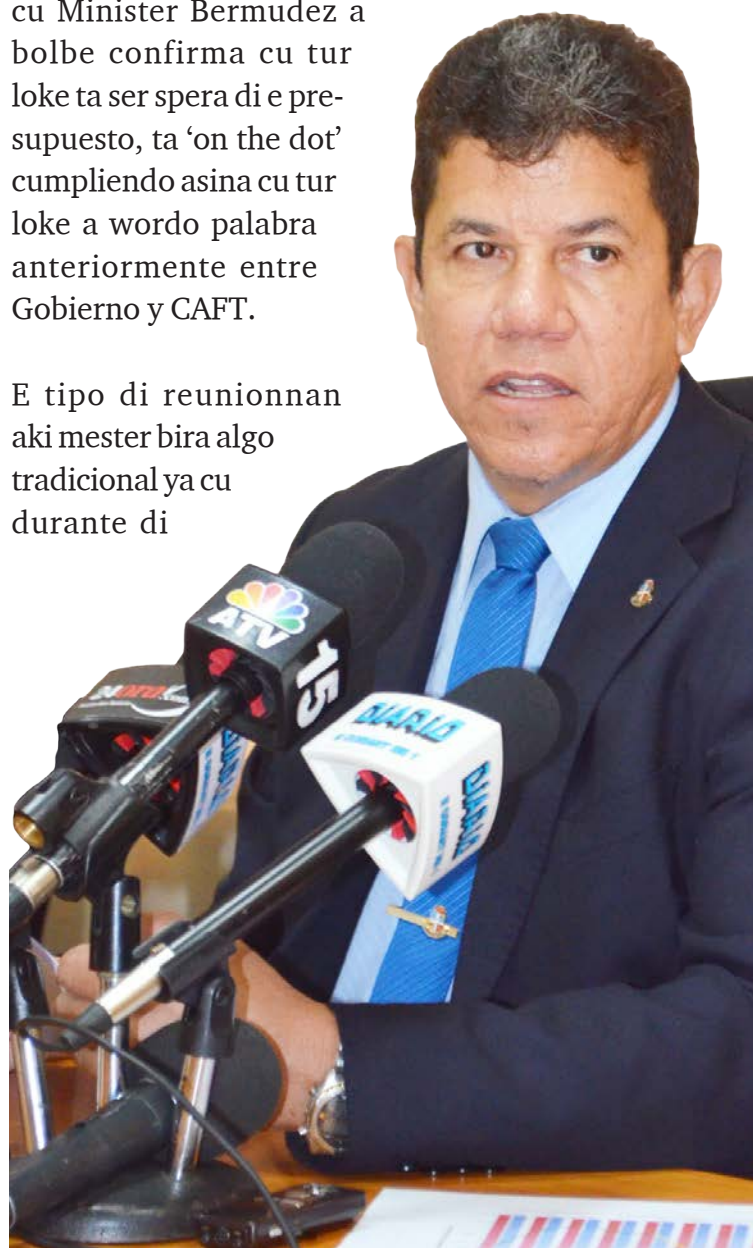 cu Minister Bermudez a
bolbe confirma cu tur
loke ta ser spera di e pre-
supuesto, ta ‘on the dot’
cumpliendo asina cu tur
loke a wordo palabra
anteriormente entre
Gobierno y CAFT.
E tipo di reunionnan
aki mester bira algo
tradicional ya cu
durante di
ATV
15
24ora
DIARIO
DIARIO
DIARIO